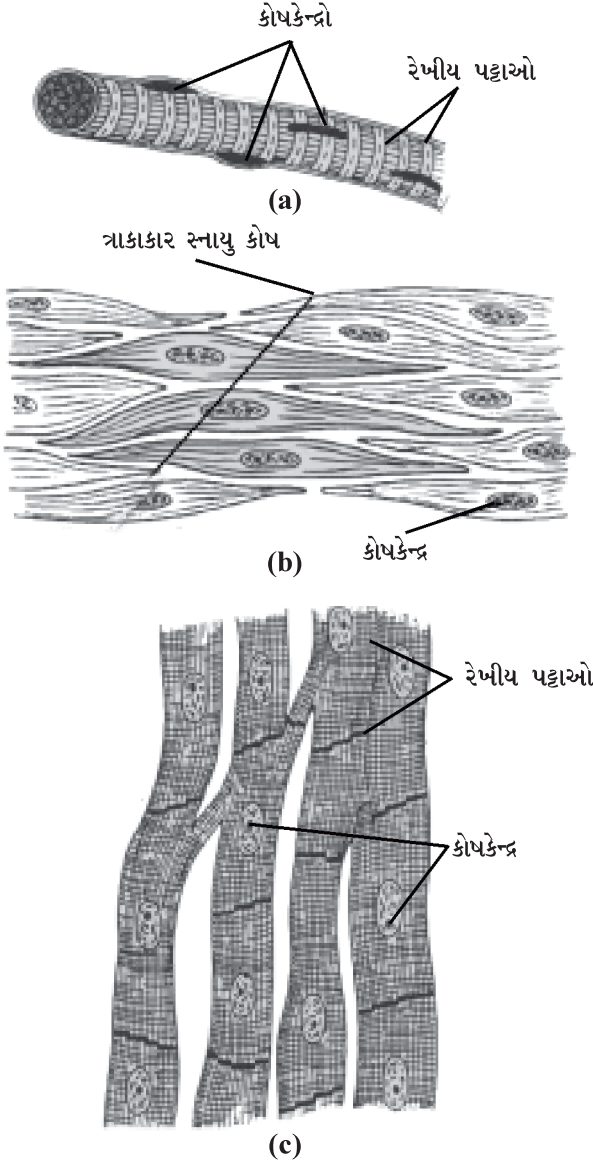 કોષકેન્દ્રો
રેખીય પટ્ટાઓ
(a)
ત્રાકાકાર સ્નાયુ કોષ
કોષકેન્દ્ર
(b)
રેખીય પટ્ટાઓ
કોષકેન્દ્ર
(c)